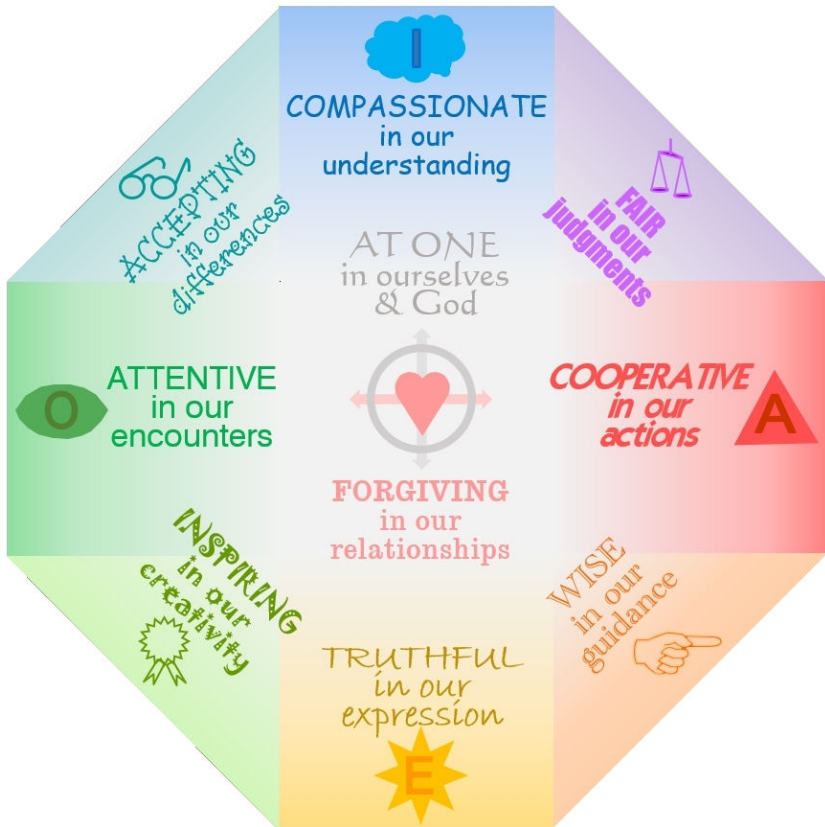 I
COMPASSIONATE
in our
understanding
ACCEPTING
in our
differences
FAIR
in our
judgments
AT ONE
in ourselves
& God
O
ATTENTIVE
in our
encounters
COOPERATIVE
in our
actions
A
FORGIVING
in our
relationships
INSPIRING
in our
creativity
WISE
in our
guidance
TRUTHFUL
in our
expression
E